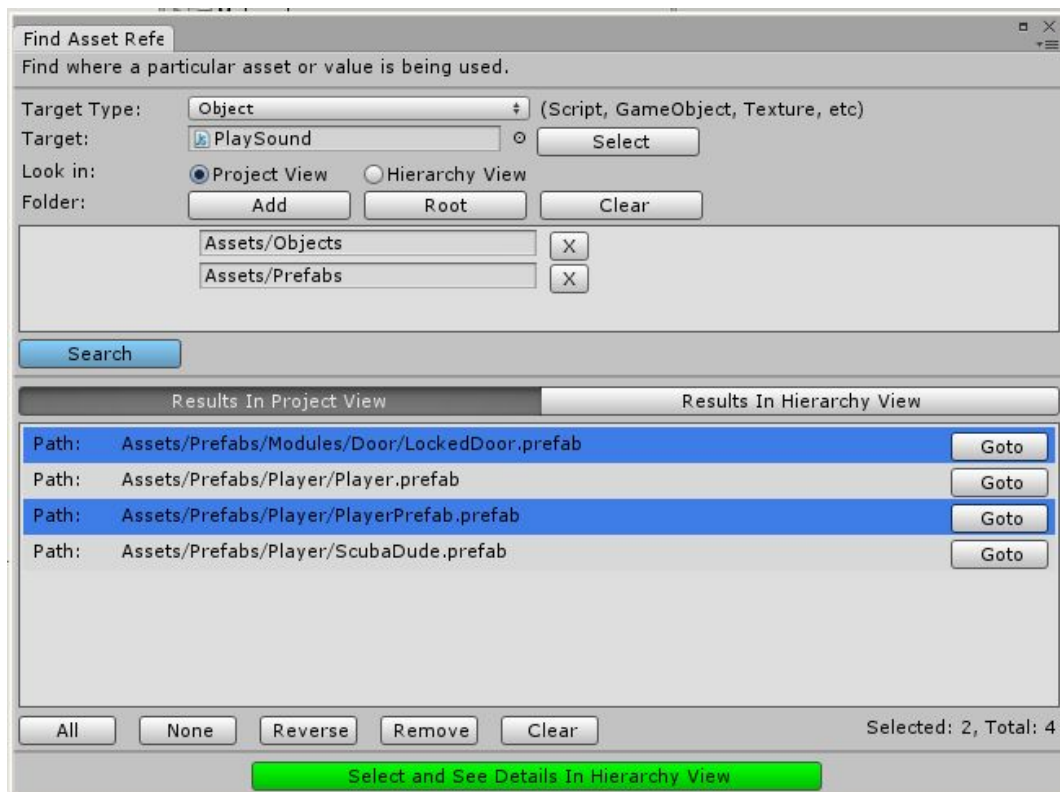 Find Asset Refe
Find where a particular asset or value is being used.
Target Type: Object (Script, GameObject, Texture, etc)
Target: PlaySound Select
Look in: Project View Hierarchy View
Folder: Add Root Clear
Assets/Objects X
Assets/Prefabs X
Search
Results In Project View Results In Hierarchy View
Path: Assets/Prefabs/Modules/Door/LockedDoor.prefab Goto
Path: Assets/Prefabs/Player/Player.prefab Goto
Path: Assets/Prefabs/Player/PlayerPrefab.prefab Goto
Path: Assets/Prefabs/Player/ScubaDude.prefab Goto
All None Reverse Remove Clear Selected: 2, Total: 4
Select and See Details In Hierarchy View